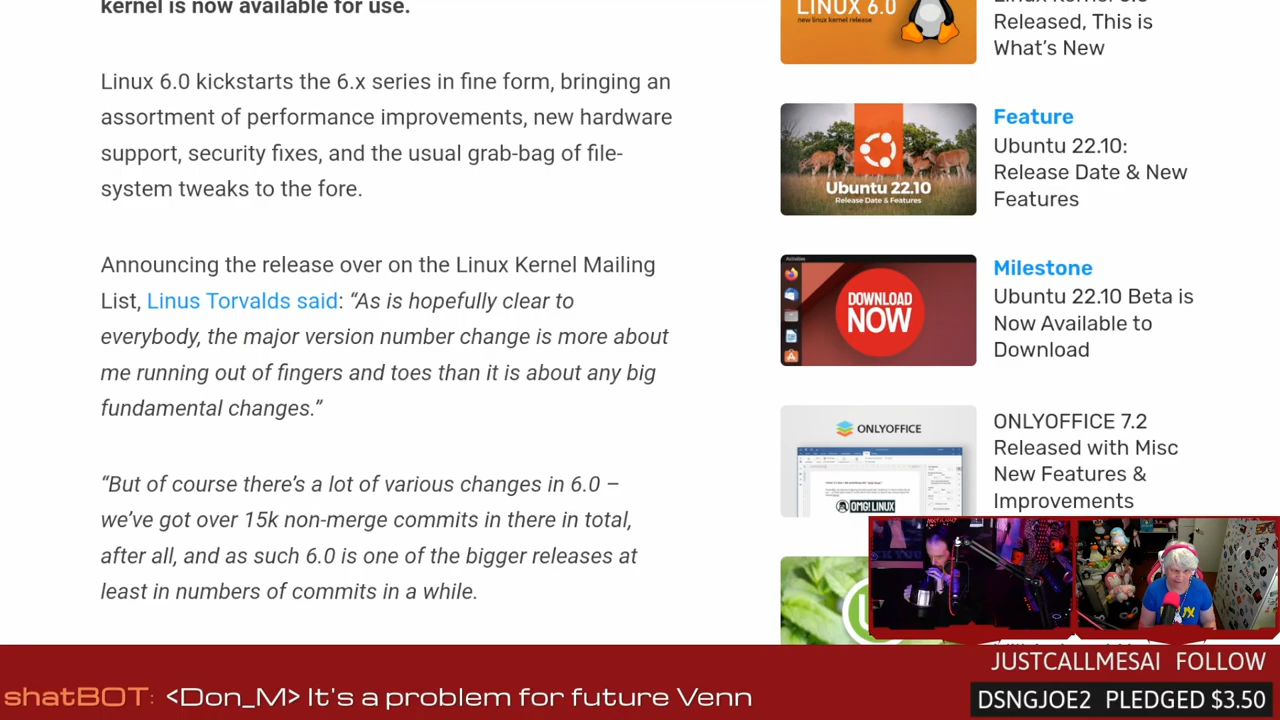 kernel is now available for use.
Linux 6.0 kickstarts the 6.x series in fine form, bringing an
assortment of performance improvements, new hardware
support, security fixes, and the usual grab-bag of file-
system tweaks to the fore.
Announcing the release over on the Linux Kernel Mailing
List, Linus Torvalds said: “As is hopefully clear to
everybody, the major version number change is more about
me running out of fingers and toes than it is about any big
fundamental changes.”
“But of course there’s a lot of various changes in 6.0 –
we’ve got over 15k non-merge commits in there in total,
after all, and as such 6.0 is one of the bigger releases at
least in numbers of commits in a while.
LINUX 6.0
new linux kernel release
Released, This is
What’s New
Ubuntu 22.10
Release Date & Features
Feature
Ubuntu 22.10:
Release Date & New
Features
Activities
DOWNLOAD
NOW
Milestone
Ubuntu 22.10 Beta is
Now Available to
Download
ONLYOFFICE
OMG! LINUX
ONLYOFFICE 7.2
Released with Misc
New Features &
Improvements
JUSTCALLMESAI FOLLOW
shatBOT: <Don_M> It's a problem for future Venn
DSNGJOE2 PLEDGED $3.50